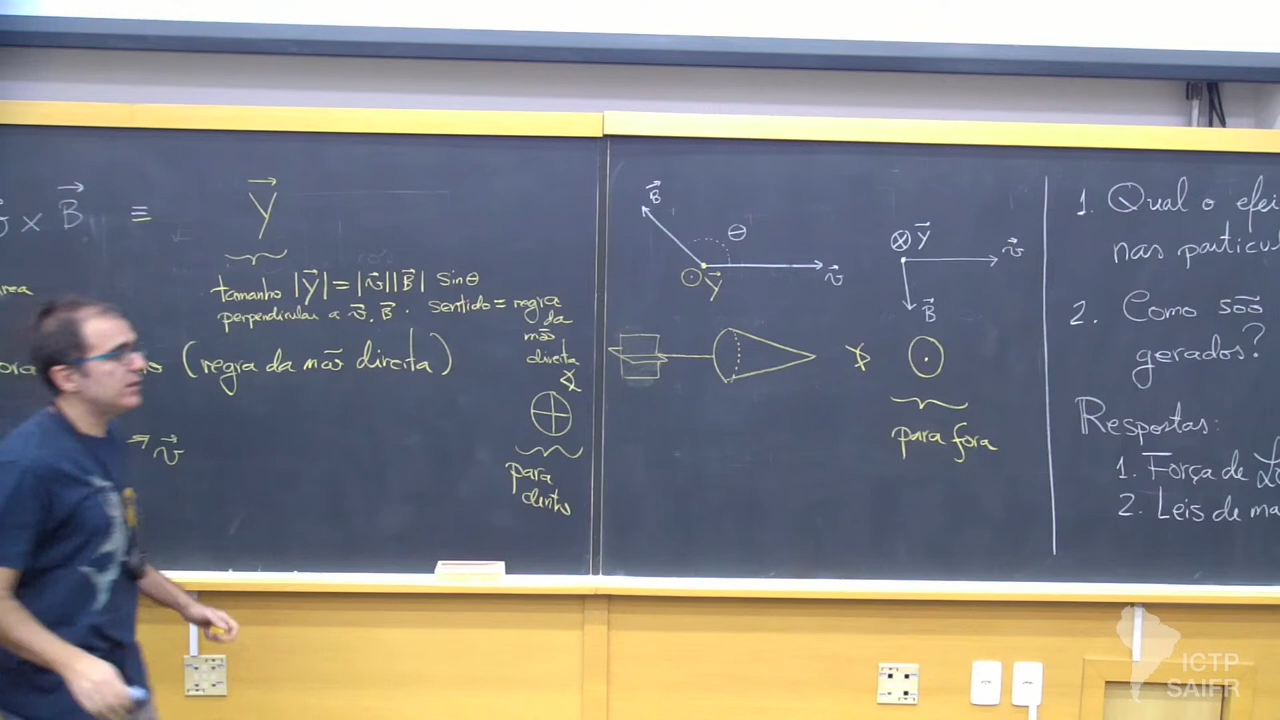 × B⃗ ≡ Y⃗
tamanho |Y⃗| = |v⃗||B⃗| sinθ
perpendicular a v⃗, B⃗. sentido = regra
da
mão
direita
(regra da mão direita)
v⃗
para
dentro
B⃗
θ
v⃗
⊙ Y⃗
⊗ Y⃗
v⃗
B⃗
para fora
1. Qual o efei
nas particul
2. Como são
gerados?
Respostas:
1. Força de Lo
2. Leis de ma
ICTP
SAIFR